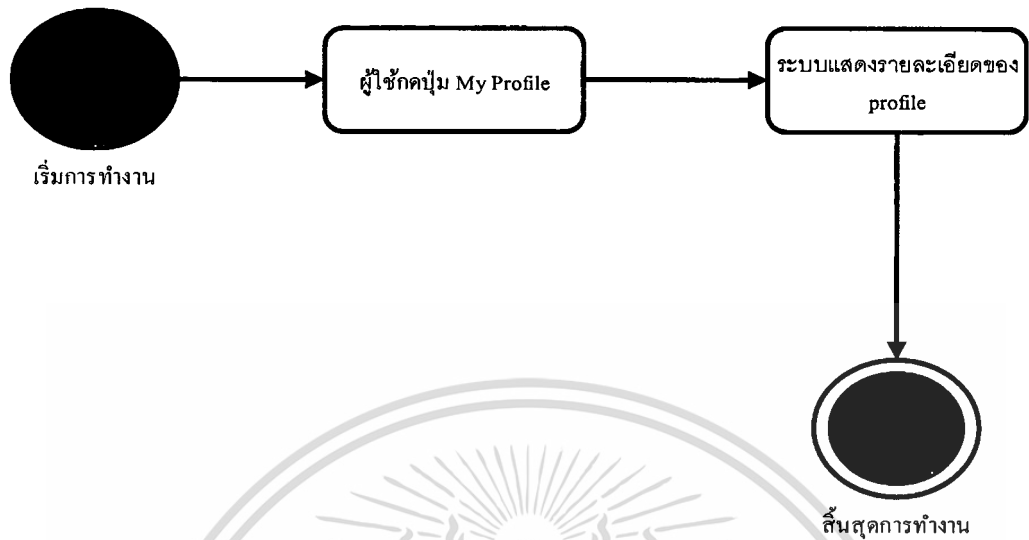 ผู้ใช้กดปุ่ม My Profile
ระบบแสดงรายละเอียดของ
profile
เริ่มการทำงาน
สิ้นสุดการทำงาน